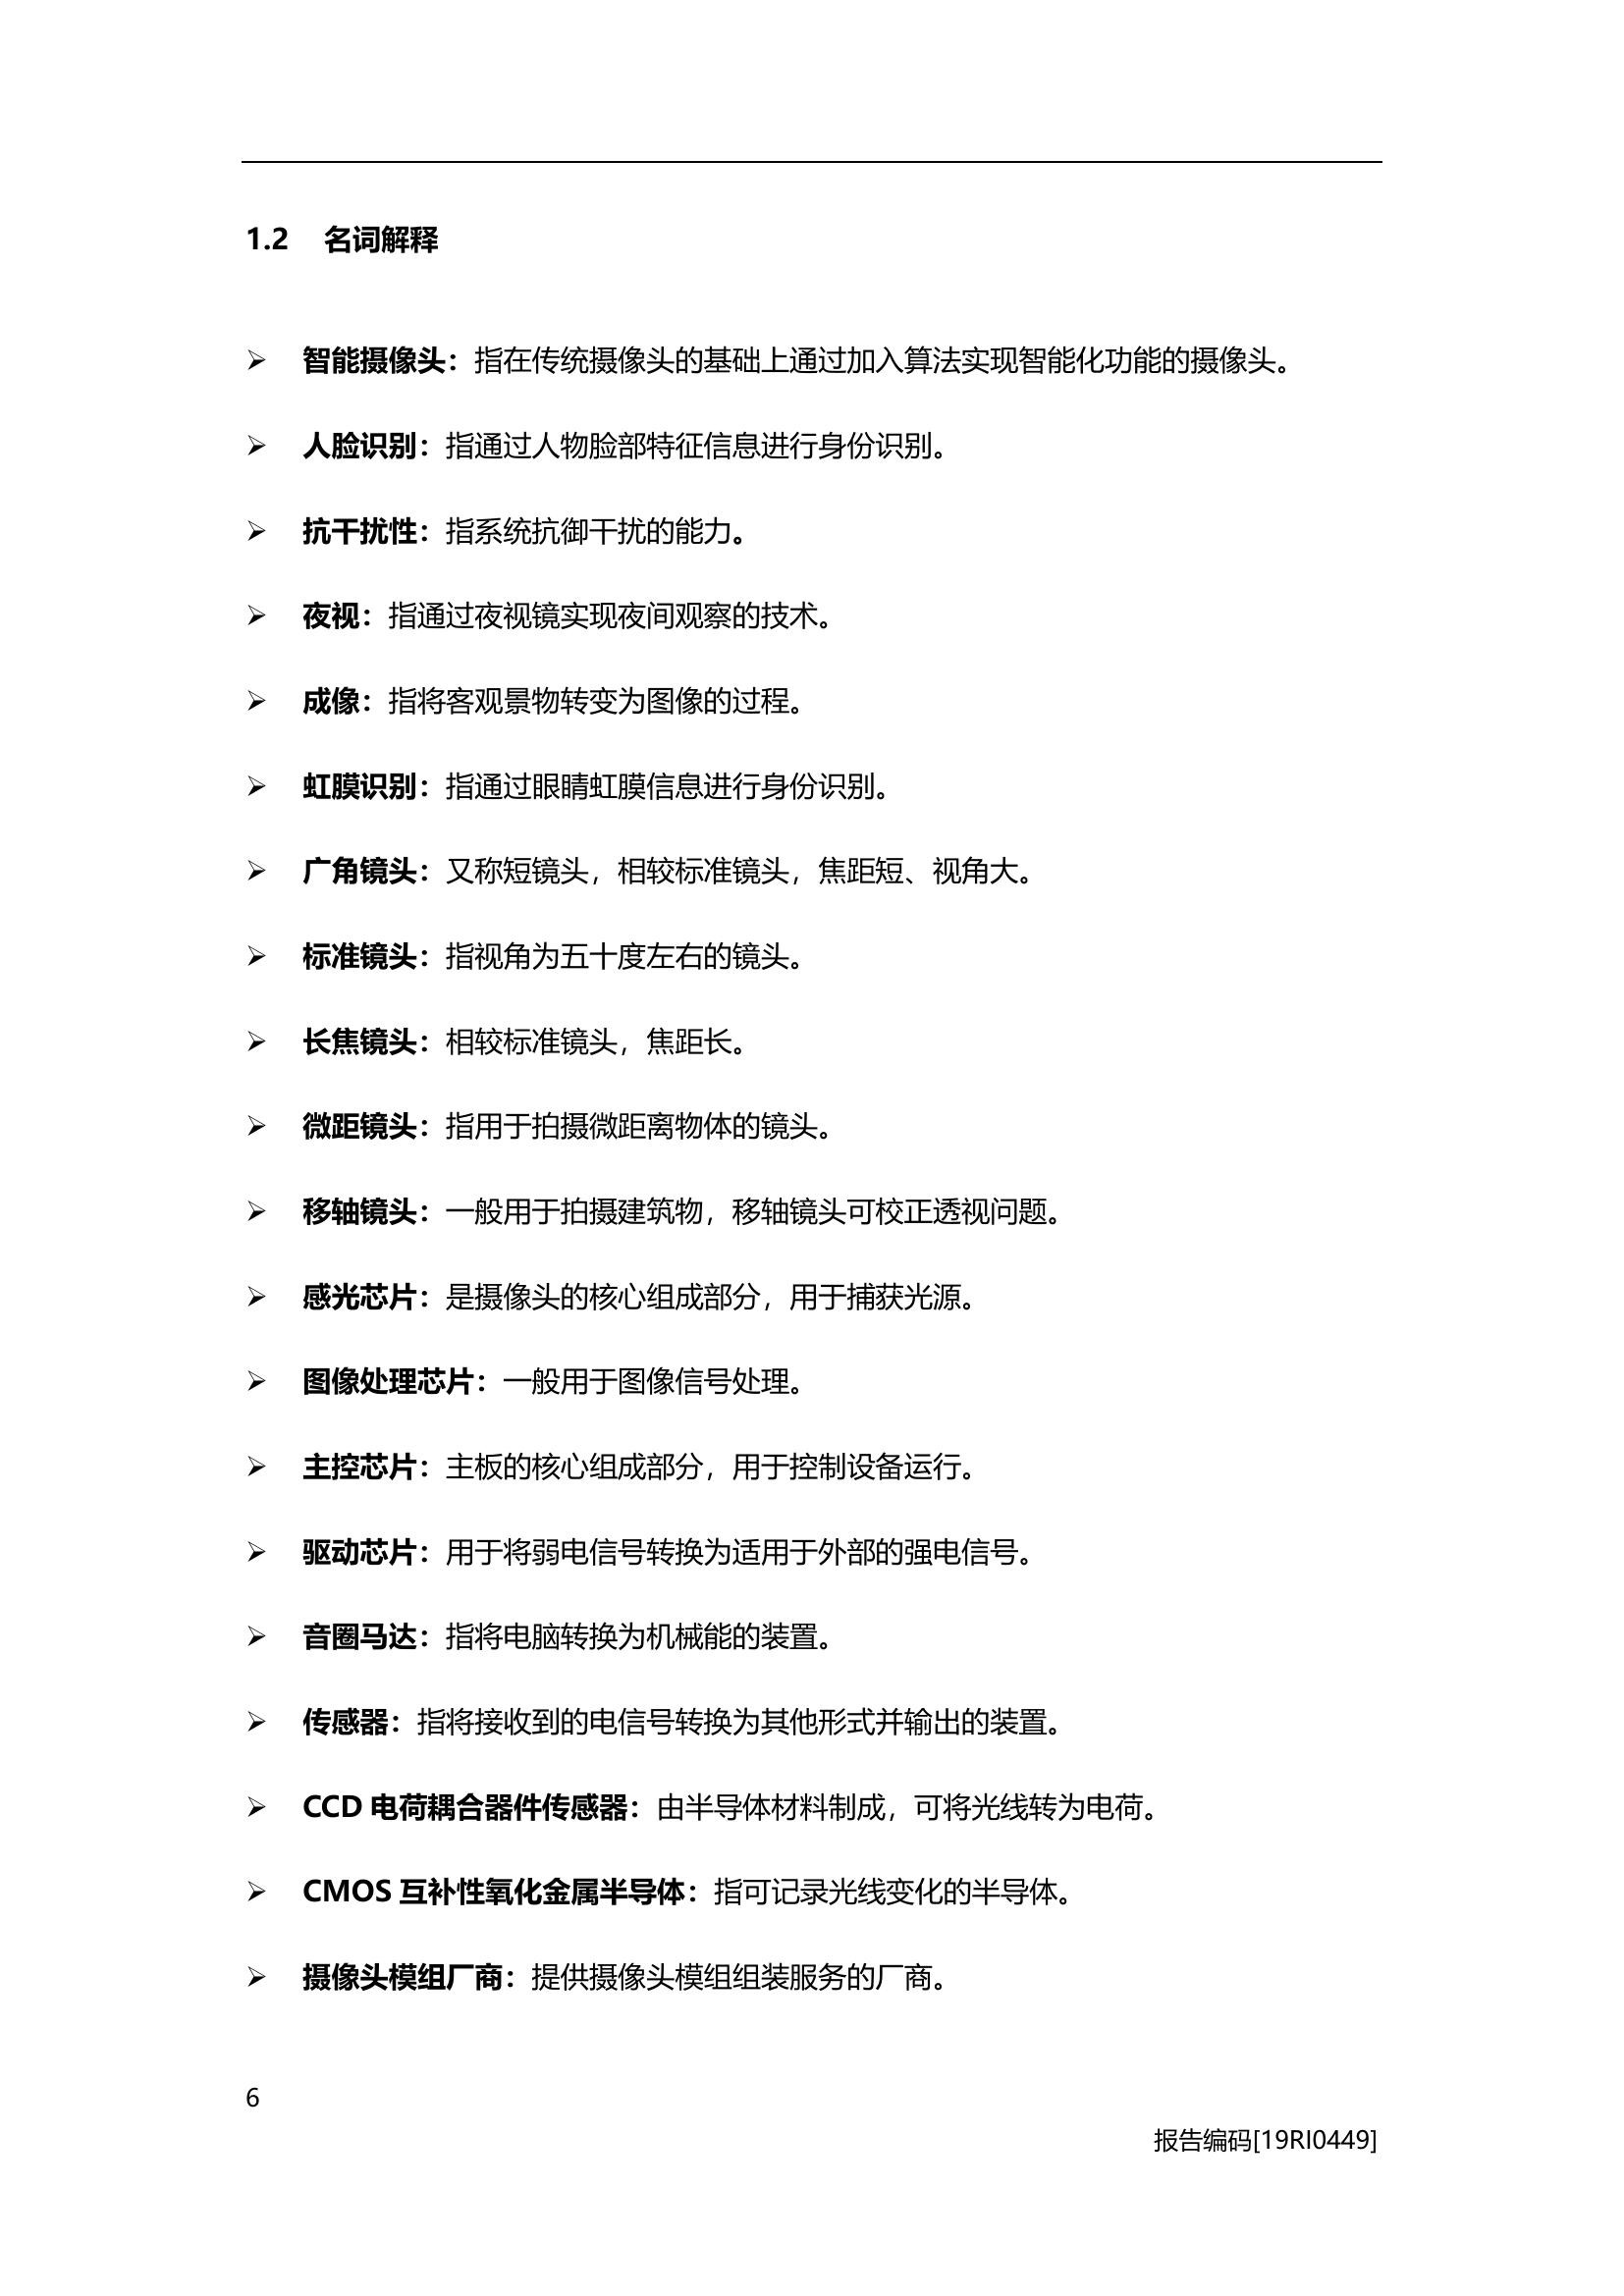 1.2 名词解释
➢ 智能摄像头：指在传统摄像头的基础上通过加入算法实现智能化功能的摄像头。
➢ 人脸识别：指通过人物脸部特征信息进行身份识别。
➢ 抗干扰性：指系统抗御干扰的能力。
➢ 夜视：指通过夜视镜实现夜间观察的技术。
➢ 成像：指将客观景物转变为图像的过程。
➢ 虹膜识别：指通过眼睛虹膜信息进行身份识别。
➢ 广角镜头：又称短镜头，相较标准镜头，焦距短、视角大。
➢ 标准镜头：指视角为五十度左右的镜头。
➢ 长焦镜头：相较标准镜头，焦距长。
➢ 微距镜头：指用于拍摄微距离物体的镜头。
➢ 移轴镜头：一般用于拍摄建筑物，移轴镜头可校正透视问题。
➢ 感光芯片：是摄像头的核心组成部分，用于捕获光源。
➢ 图像处理芯片：一般用于图像信号处理。
➢ 主控芯片：主板的核心组成部分，用于控制设备运行。
➢ 驱动芯片：用于将弱电信号转换为适用于外部的强电信号。
➢ 音圈马达：指将电脑转换为机械能的装置。
➢ 传感器：指将接收到的电信号转换为其他形式并输出的装置。
➢ CCD 电荷耦合器件传感器：由半导体材料制成，可将光线转为电荷。
➢ CMOS 互补性氧化金属半导体：指可记录光线变化的半导体。
➢ 摄像头模组厂商：提供摄像头模组组装服务的厂商。
6
报告编码[19RI0449]